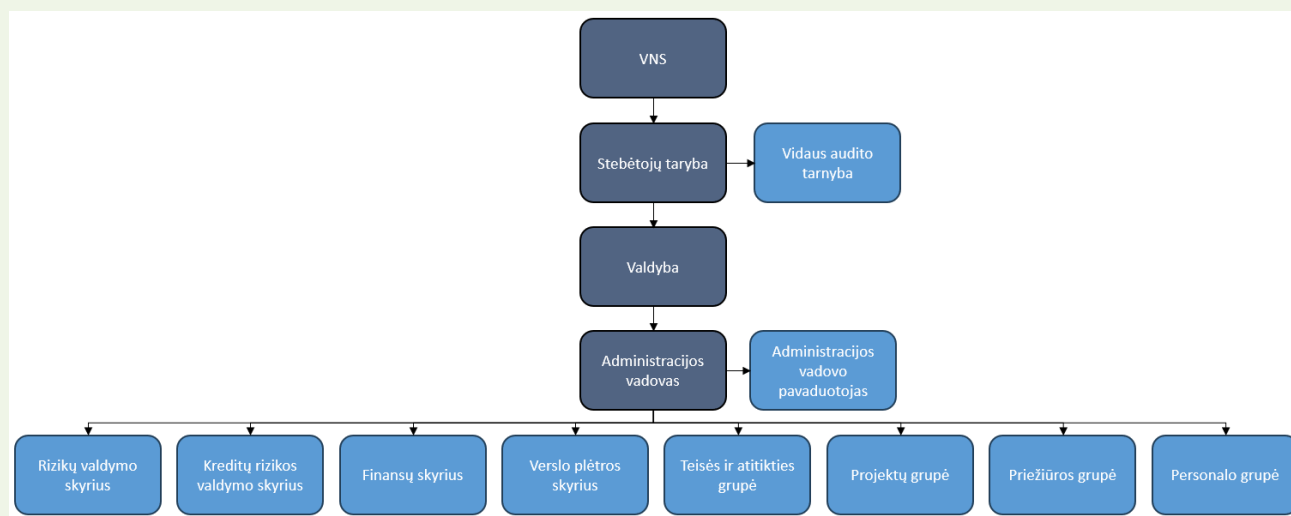 VNS
Stebėtojų taryba
Vidaus audito
tarnyba
Valdyba
Administracijos
vadovas
Administracijos
vadovo
pavaduotojas
Rizikų valdymo
skyrius
Kreditų rizikos
valdymo skyrius
Finansų skyrius
Verslo plėtros
skyrius
Teisės ir atitikties
grupė
Projektų grupė
Priežiūros grupė
Personalo grupė